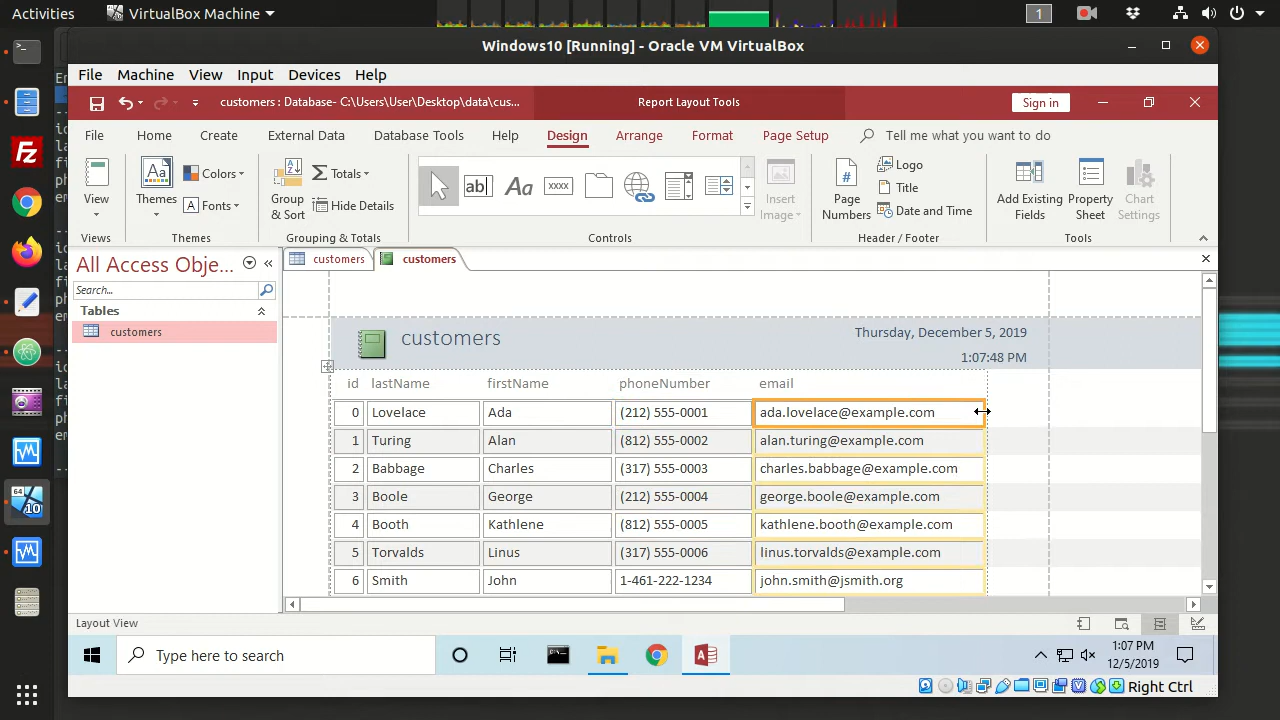 Activities VirtualBox Machine 1
Windows10 [Running] - Oracle VM VirtualBox
File Machine View Input Devices Help
customers : Database- C:\Users\User\Desktop\data\cus... Report Layout Tools Sign in
File Home Create External Data Database Tools Help Design Arrange Format Page Setup Tell me what you want to do
View
Themes
Colors
Fonts
Group & Sort
Totals
Hide Details
ab|
Aa
xxxx
Insert Image
Page Numbers
Logo
Title
Date and Time
Add Existing Fields
Property Sheet
Chart Settings
Views Themes Grouping & Totals Controls Header / Footer Tools
All Access Obje...
Search...
Tables
customers
customers customers
customers
Thursday, December 5, 2019
1:07:48 PM
id lastName firstName phoneNumber email
0 Lovelace Ada (212) 555-0001 ada.lovelace@example.com
1 Turing Alan (812) 555-0002 alan.turing@example.com
2 Babbage Charles (317) 555-0003 charles.babbage@example.com
3 Boole George (212) 555-0004 george.boole@example.com
4 Booth Kathlene (812) 555-0005 kathlene.booth@example.com
5 Torvalds Linus (317) 555-0006 linus.torvalds@example.com
6 Smith John 1-461-222-1234 john.smith@jsmith.org
Layout View
Type here to search
1:07 PM
12/5/2019
Right Ctrl